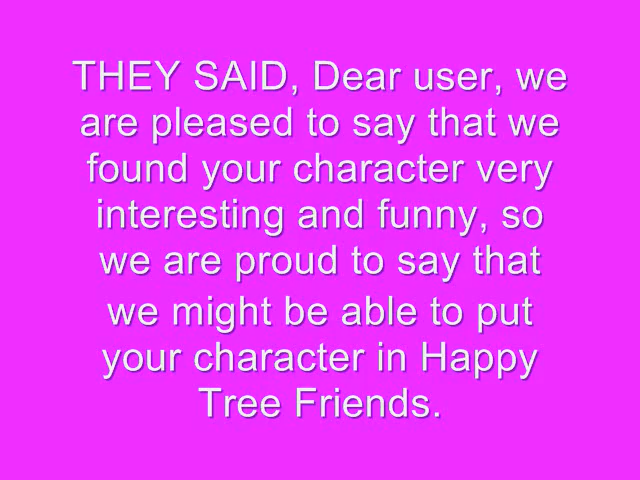 THEY SAID, Dear user, we
are pleased to say that we
found your character very
interesting and funny, so
we are proud to say that
we might be able to put
your character in Happy
Tree Friends.